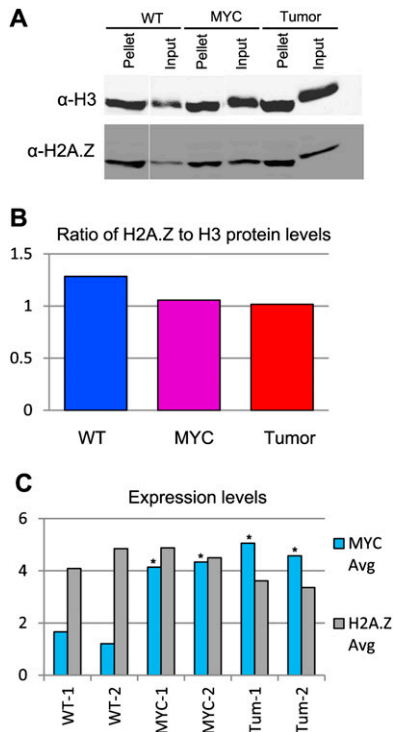 A
WT MYC Tumor
Pellet Input Pellet Input Pellet Input
α-H3
α-H2A.Z
B
Ratio of H2A.Z to H3 protein levels
1.5
1
0.5
0
WT MYC Tumor
C
Expression levels
6
4
2
0
* * * *
MYC
Avg
H2A.Z
Avg
WT-1 WT-2 MYC-1 MYC-2 Tum-1 Tum-2